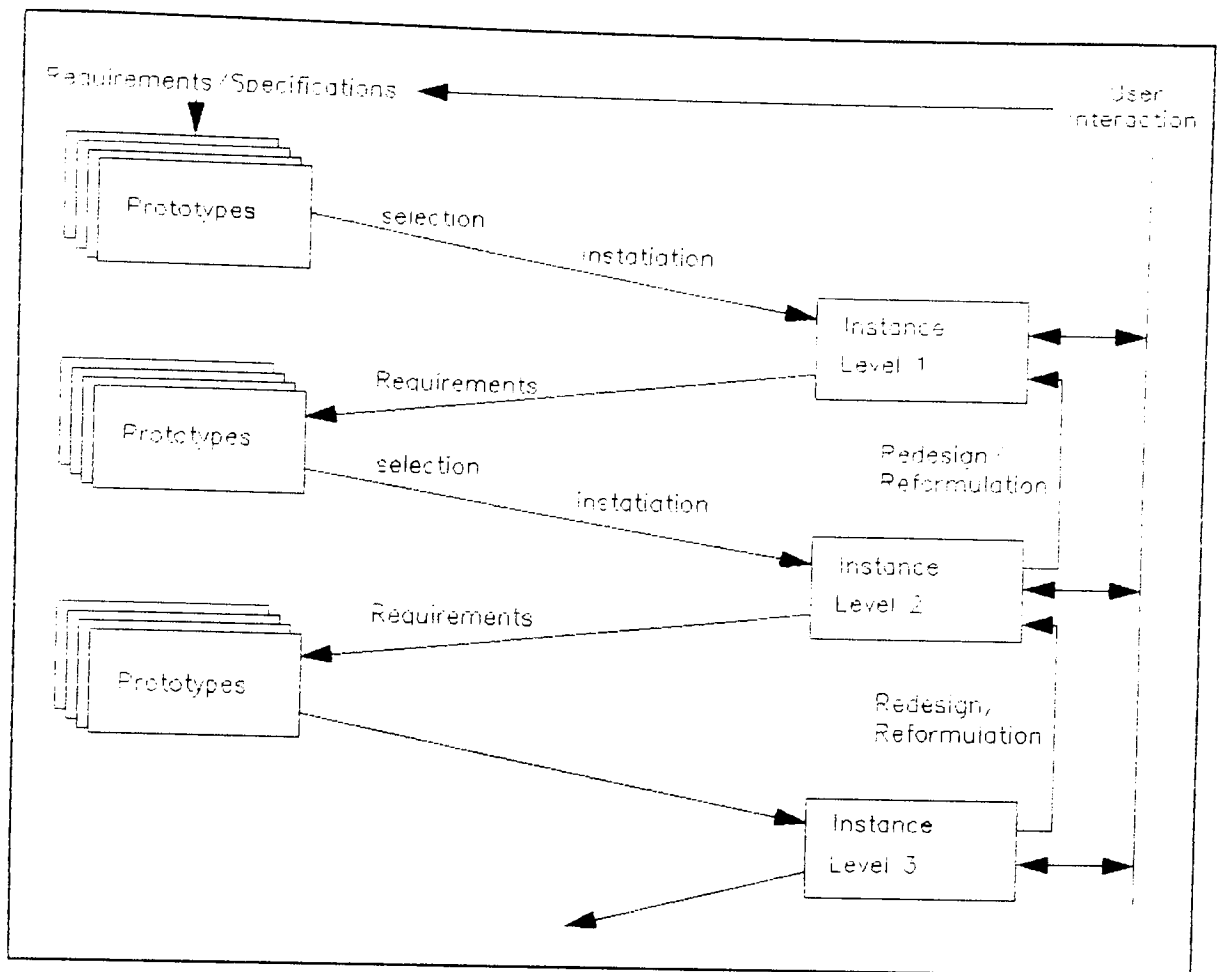 Requirements/Specifications
User
Interaction
Prototypes
selection
instatiation
Instance
Level 1
Requirements
Prototypes
selection
instatiation
Redesign/
Reformulation
Instance
Level 2
Requirements
Prototypes
Redesign,
Reformulation
Instance
Level 3